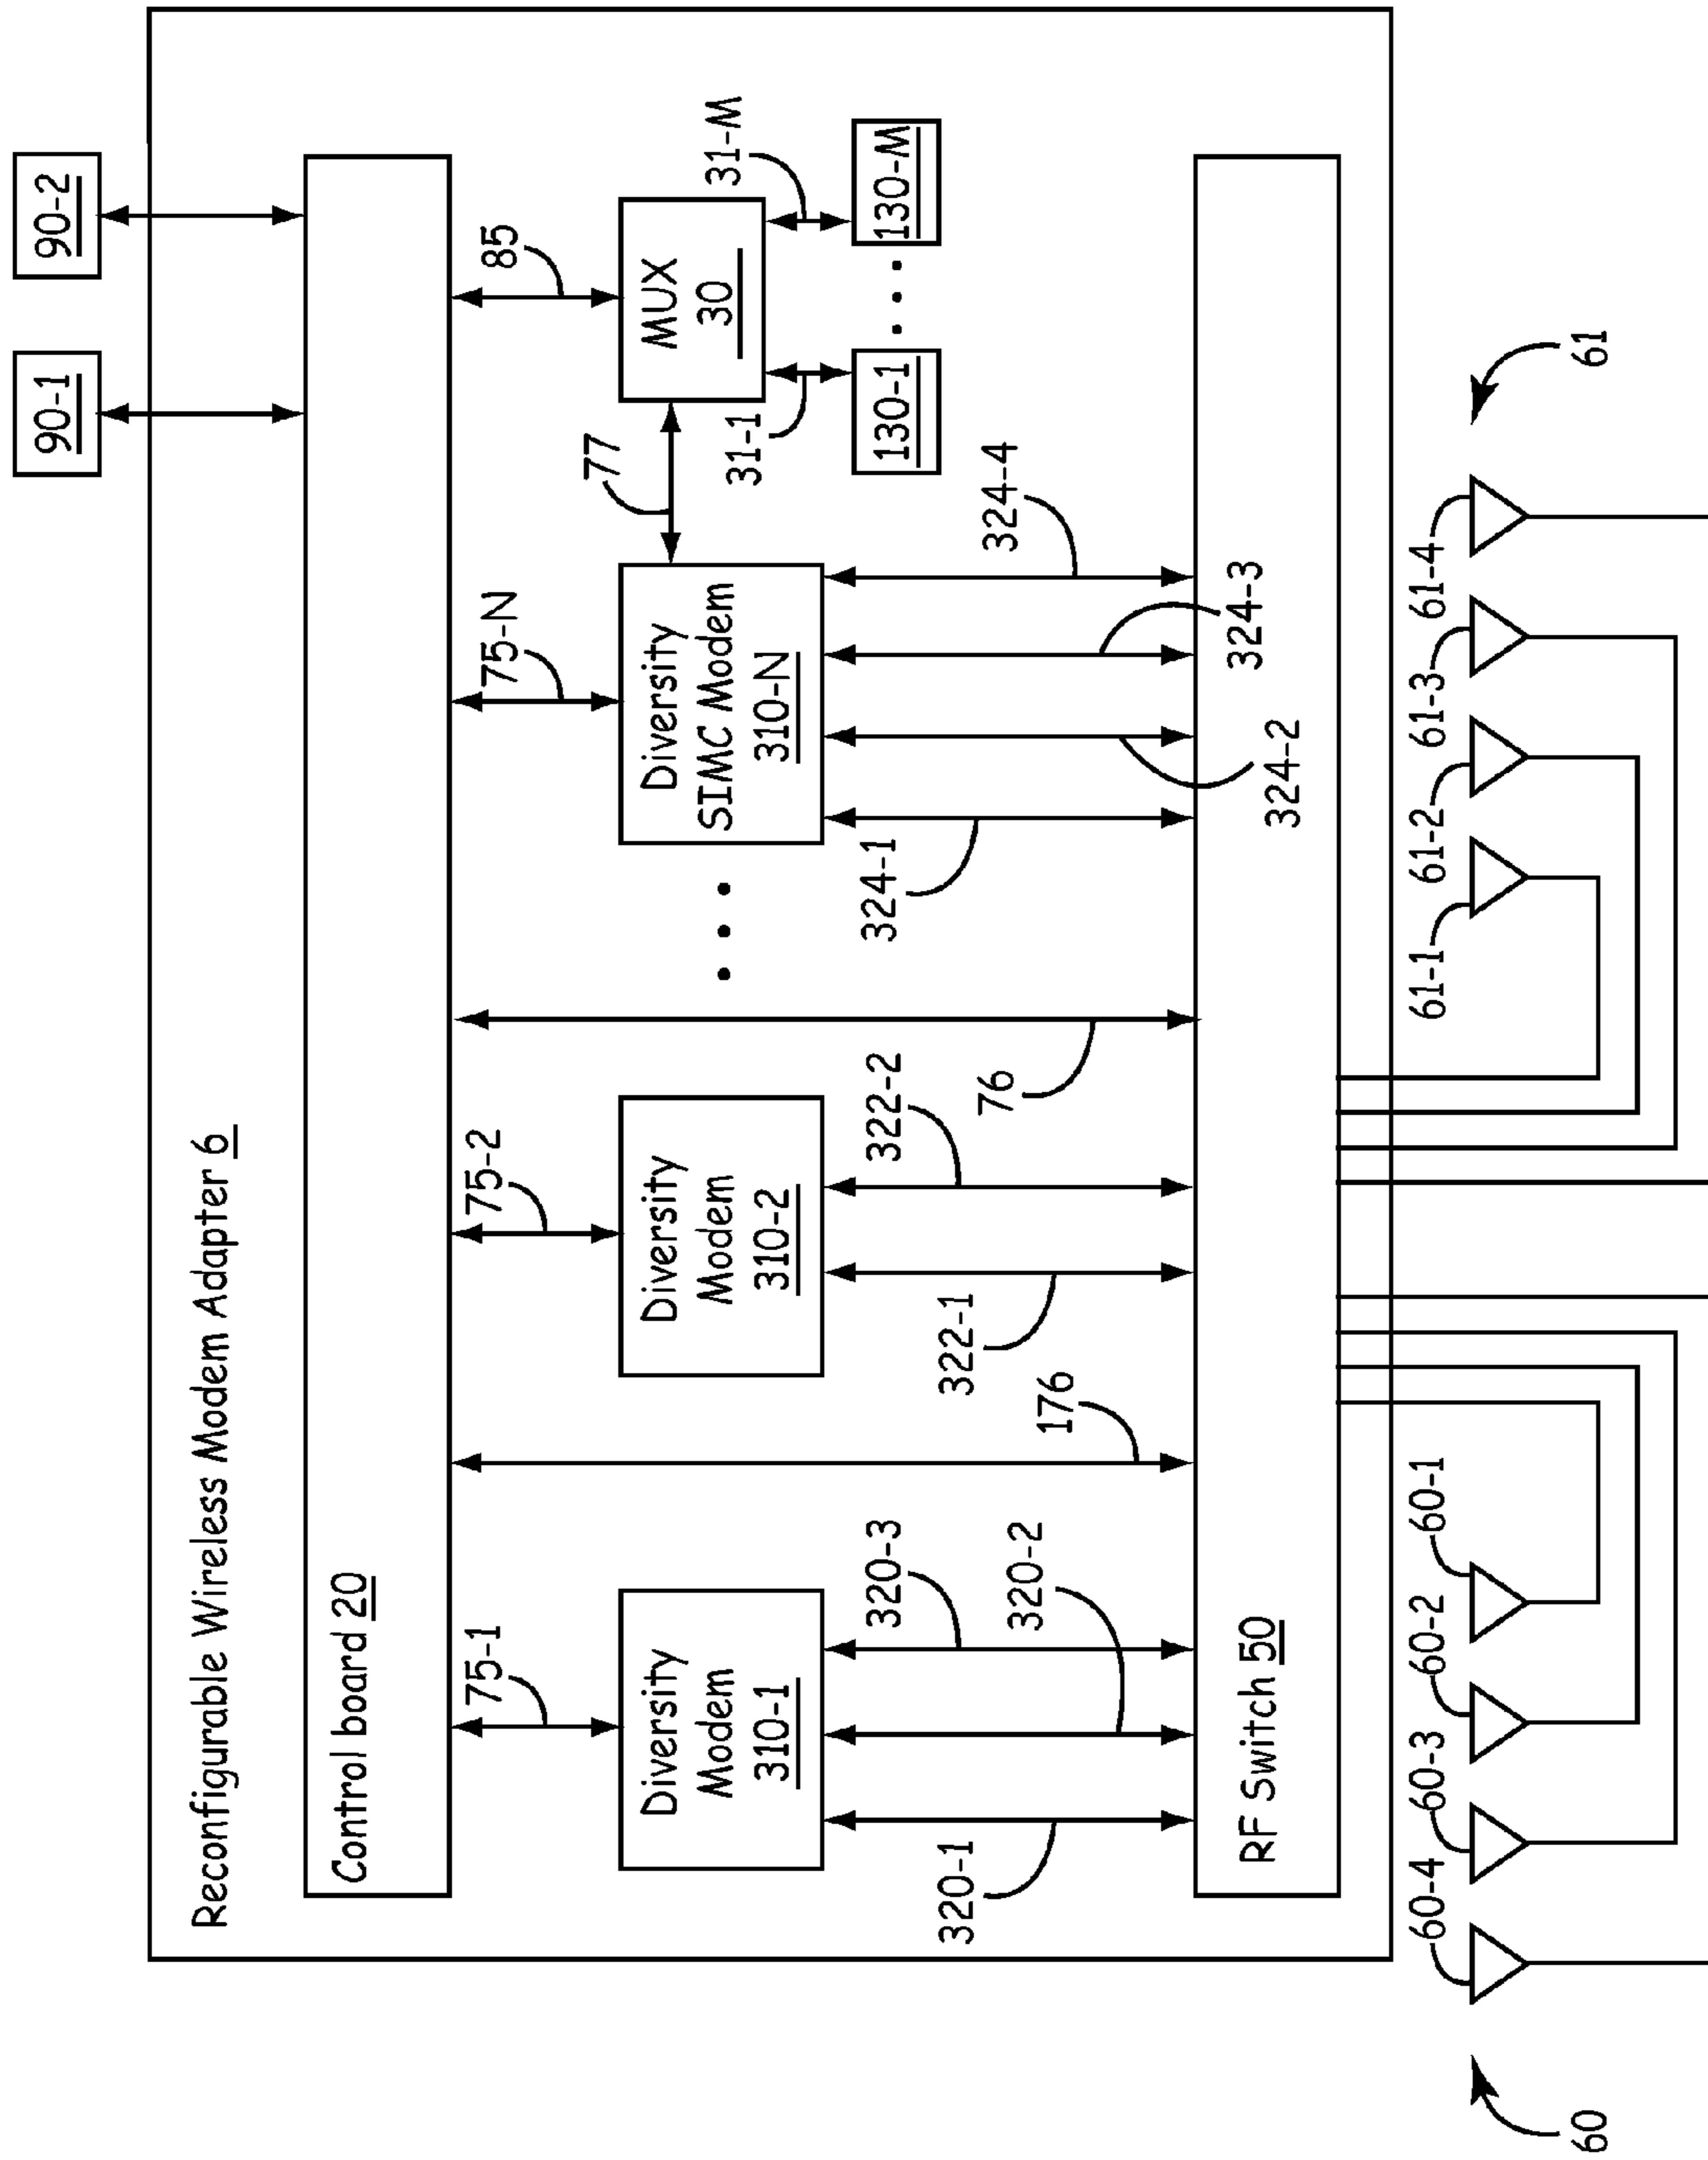 90-1
90-2
Reconfigurable Wireless Modem Adapter 6
Control board 20
75-1
75-2
75-N
85
77
Diversity
Modem
310-1
Diversity
Modem
310-2
Diversity
SIMC Modem
310-N
MUX
30
31-1
31-M
130-1
130-M
320-1
320-2
320-3
176
322-1
322-2
76
324-1
324-2
324-3
324-4
RF Switch 50
60-4
60-3
60-2
60-1
61-1
61-2
61-3
61-4
60
61